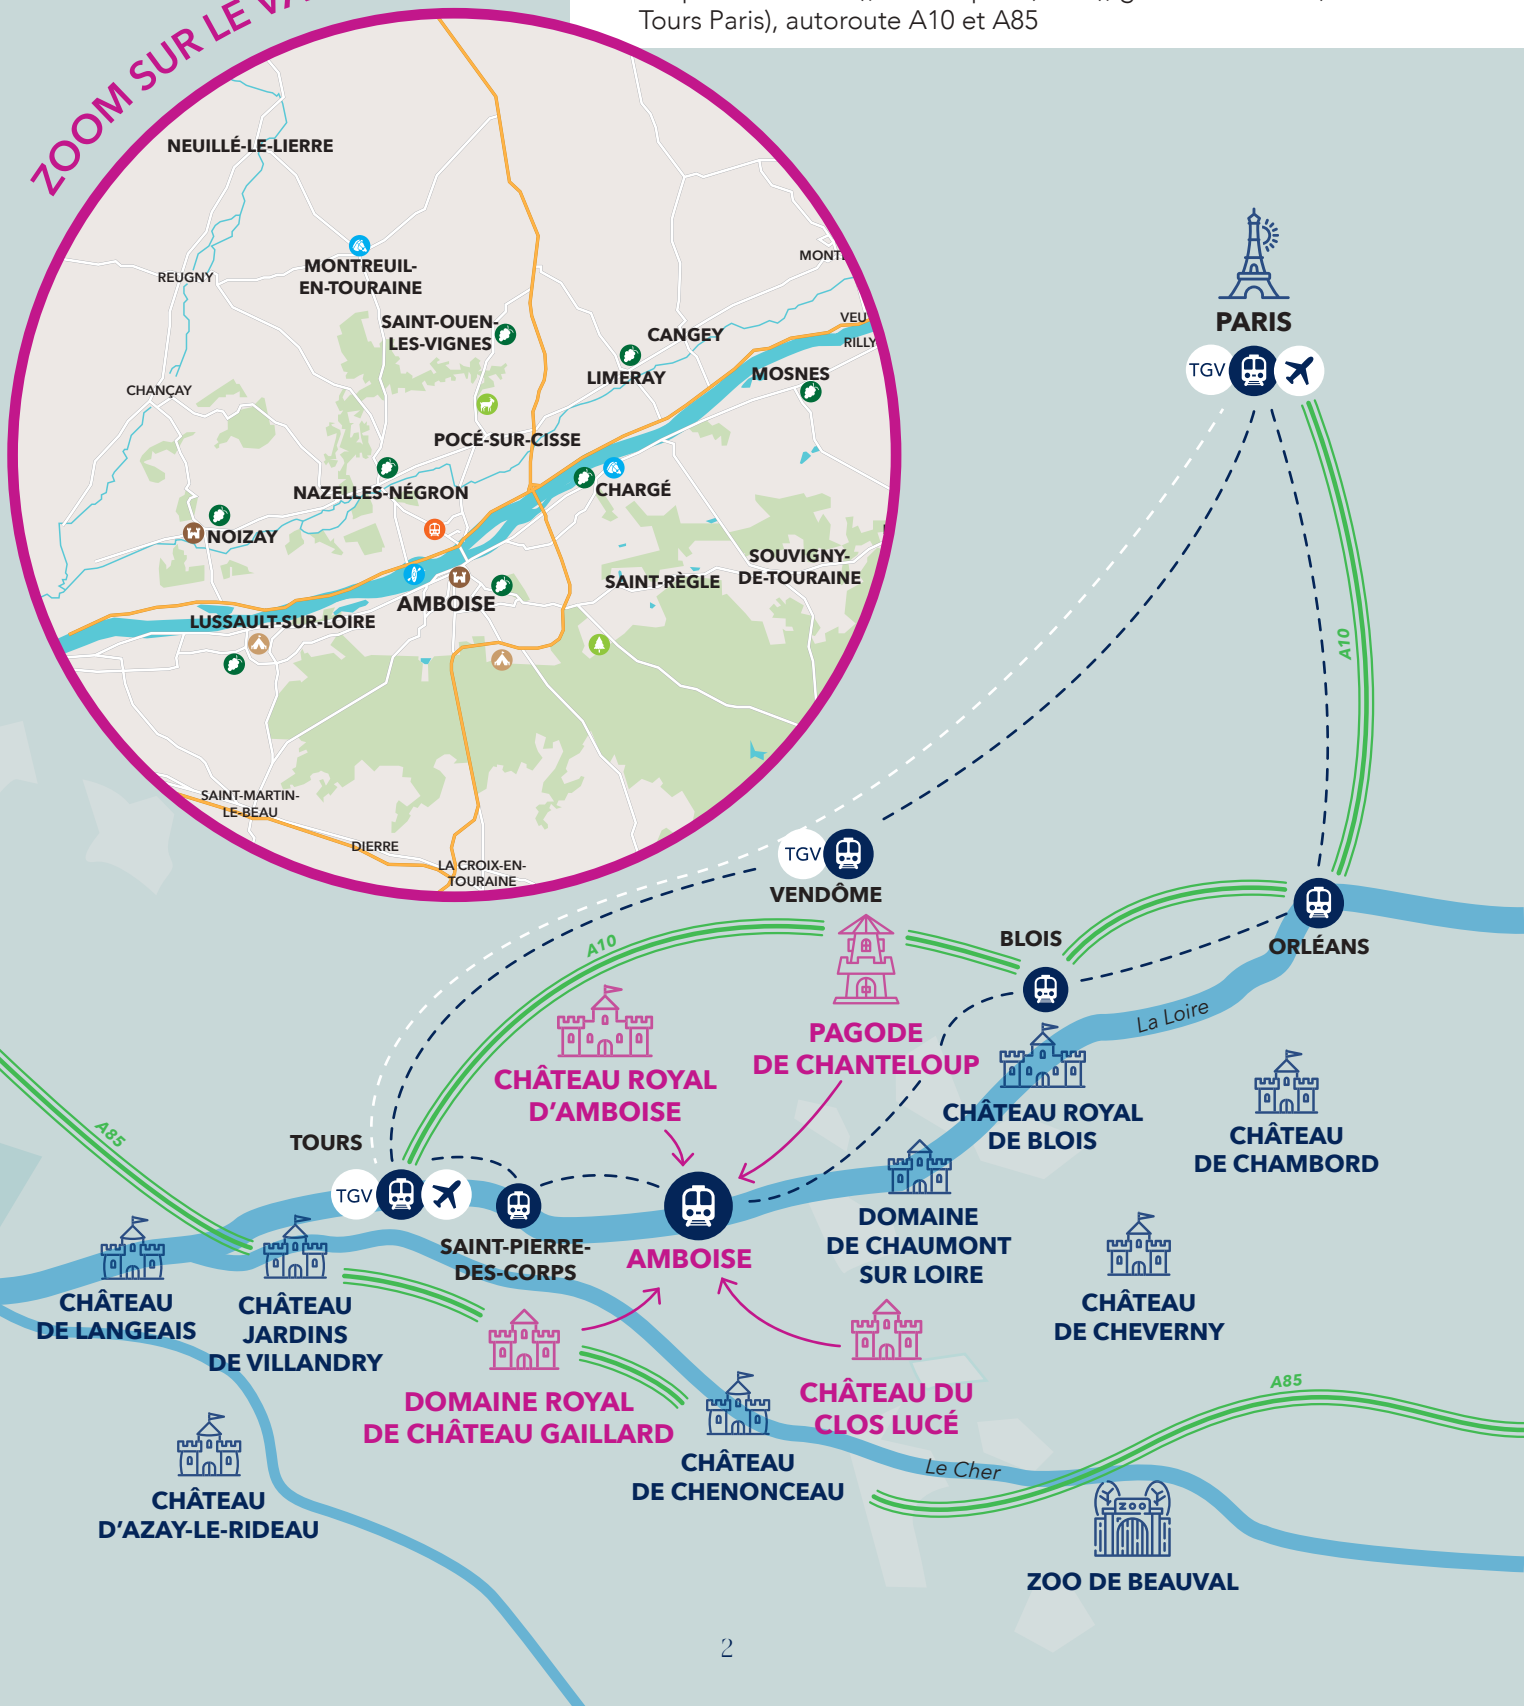 Tours Paris), autoroute A10 et A85
ZOOM SUR LE
NEUILLÉ-LE-LIERRE
REUGNY
MONTREUIL-
EN-TOURAINE
SAINT-OUEN-
LES-VIGNES
CANGEY
LIMERAY
MOSNES
RILLY
CHANÇAY
POCÉ-SUR-CISSE
NAZELLES-NÉGRON
CHARGÉ
NOIZAY
SOUVIGNY-
DE-TOURAINE
SAINT-RÈGLE
AMBOISE
LUSSAULT-SUR-LOIRE
SAINT-MARTIN-
LE-BEAU
DIERRE
LA CROIX-EN-
TOURAINE
PARIS
TGV
A10
TGV
VENDÔME
BLOIS
ORLÉANS
A10
La Loire
PAGODE
DE CHANTELOUP
CHÂTEAU ROYAL
D'AMBOISE
CHÂTEAU ROYAL
DE BLOIS
CHÂTEAU
DE CHAMBORD
A85
TOURS
TGV
SAINT-PIERRE-
DES-CORPS
AMBOISE
DOMAINE
DE CHAUMONT
SUR LOIRE
CHÂTEAU
DE CHEVERNY
CHÂTEAU
DE LANGEAIS
CHÂTEAU
JARDINS
DE VILLANDRY
DOMAINE ROYAL
DE CHÂTEAU GAILLARD
CHÂTEAU DU
CLOS LUCÉ
A85
CHÂTEAU
DE CHENONCEAU
Le Cher
CHÂTEAU
D'AZAY-LE-RIDEAU
ZOO
ZOO DE BEAUVAL
2